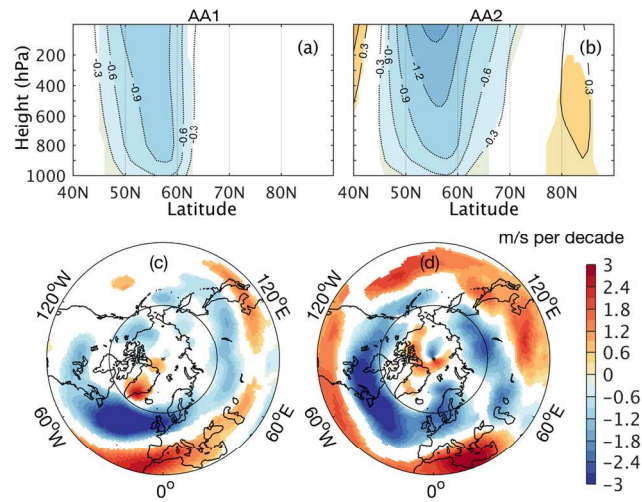 AA1 AA2
0
200
400
600
800
1000
Height (hPa)
(a)
-0.3
-0.6
-0.9
-0.6
-0.3
40N 50N 60N 70N 80N
Latitude
(b)
0.3
-0.3
-0.9
-1.2
-0.6
-0.3
0.3
40N 50N 60N 70N 80N
Latitude
m/s per decade
(c)
120°W
120°E
60°W
60°E
0°
(d)
120°W
120°E
60°W
60°E
0°
3
2.4
1.8
1.2
0.6
0
-0.6
-1.2
-1.8
-2.4
-3